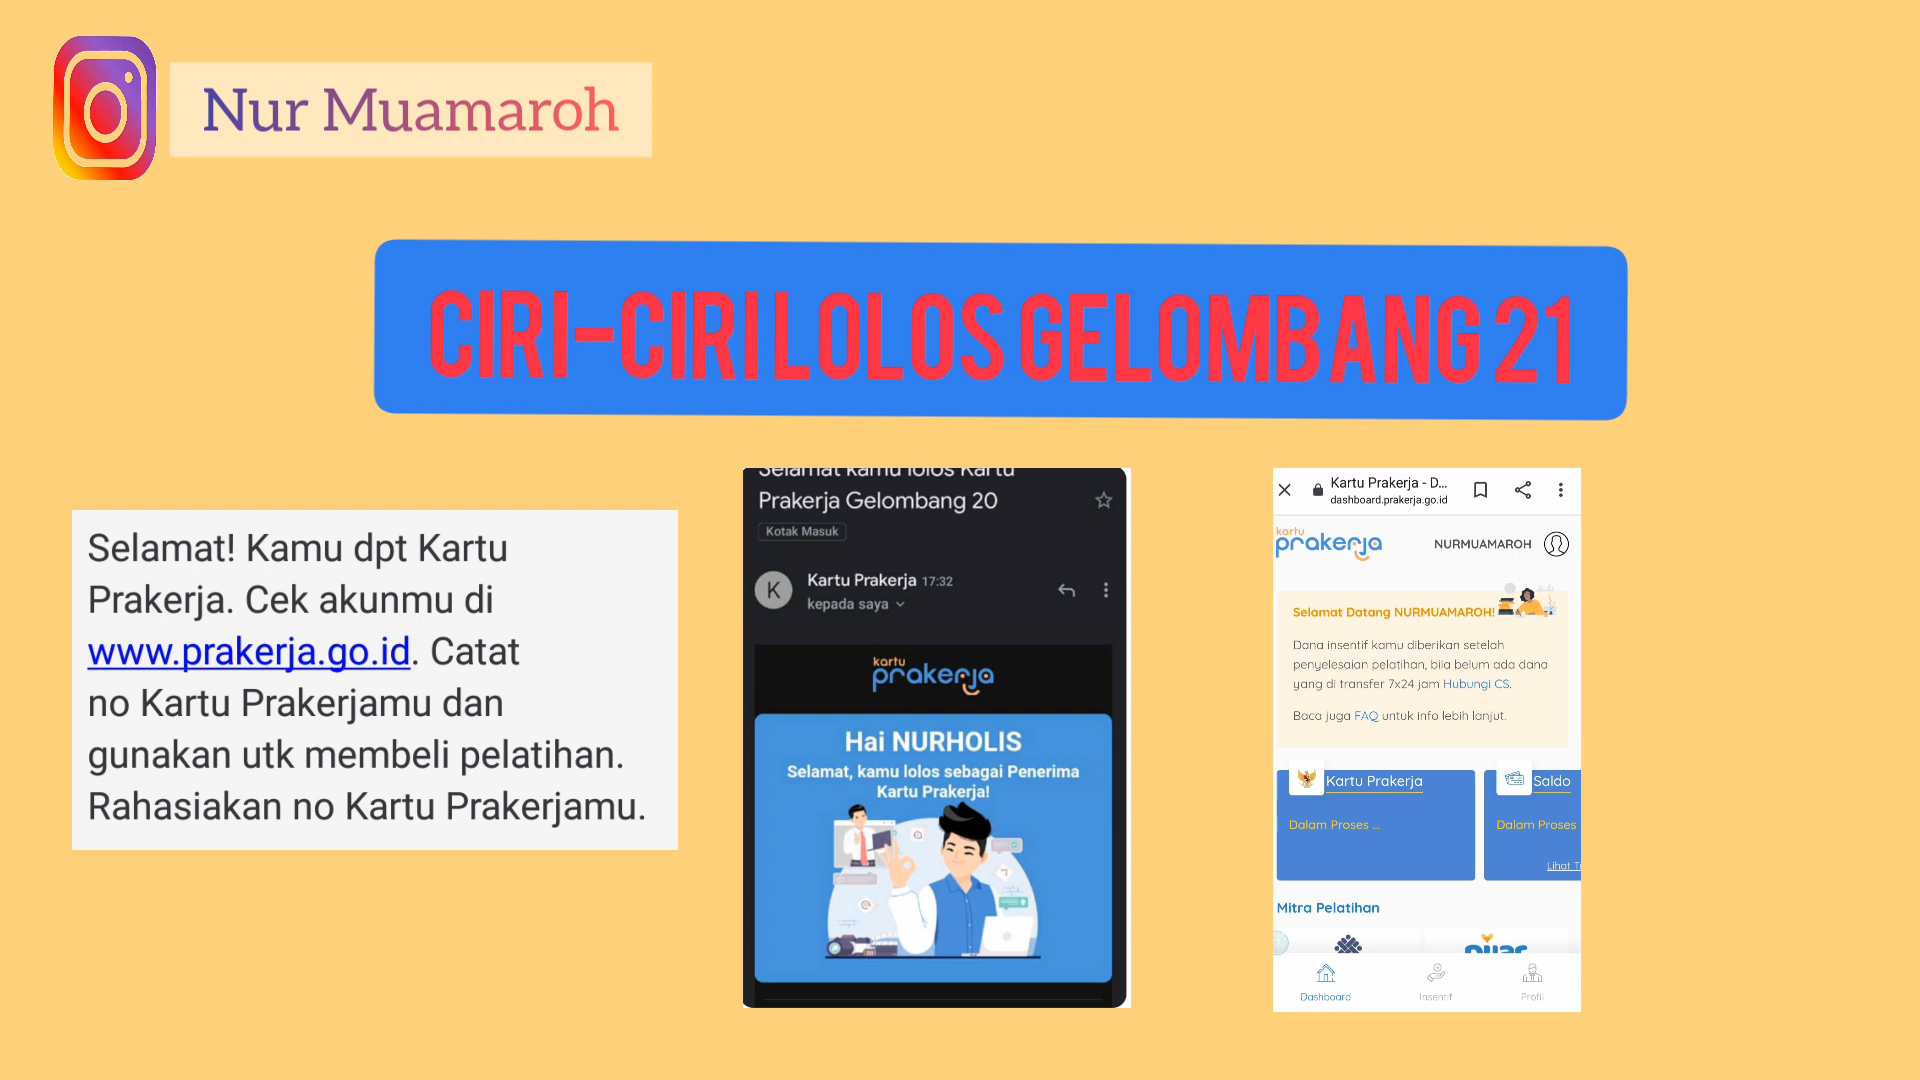 Nur Muamaroh
CIRI-CIRI LOLOS GELOMBANG 21
Selamat! Kamu dpt Kartu
Prakerja. Cek akunmu di
www.prakerja.go.id. Catat
no Kartu Prakerjamu dan
gunakan utk membeli pelatihan.
Rahasiakan no Kartu Prakerjamu.
Selamat kamu lolos Kartu
Prakerja Gelombang 20
Kotak Masuk
K
Kartu Prakerja 17:32
kepada saya
kartu
prakerja
Hai NURHOLIS
Selamat, kamu lolos sebagai Penerima
Kartu Prakerja!
Kartu Prakerja - D...
dashboard.prakerja.go.id
kartu
prakerja
NURMUAMAROH
Selamat Datang NURMUAMAROH!
Dana insentif kamu diberikan setelah
penyelesaian pelatihan, bila belum ada dana
yang di transfer 7x24 jam Hubungi CS.
Baca juga FAQ untuk info lebih lanjut.
Kartu Prakerja
Dalam Proses ...
Saldo
Dalam Proses
Lihat
Mitra Pelatihan
Dashboard
Insentif
Profil